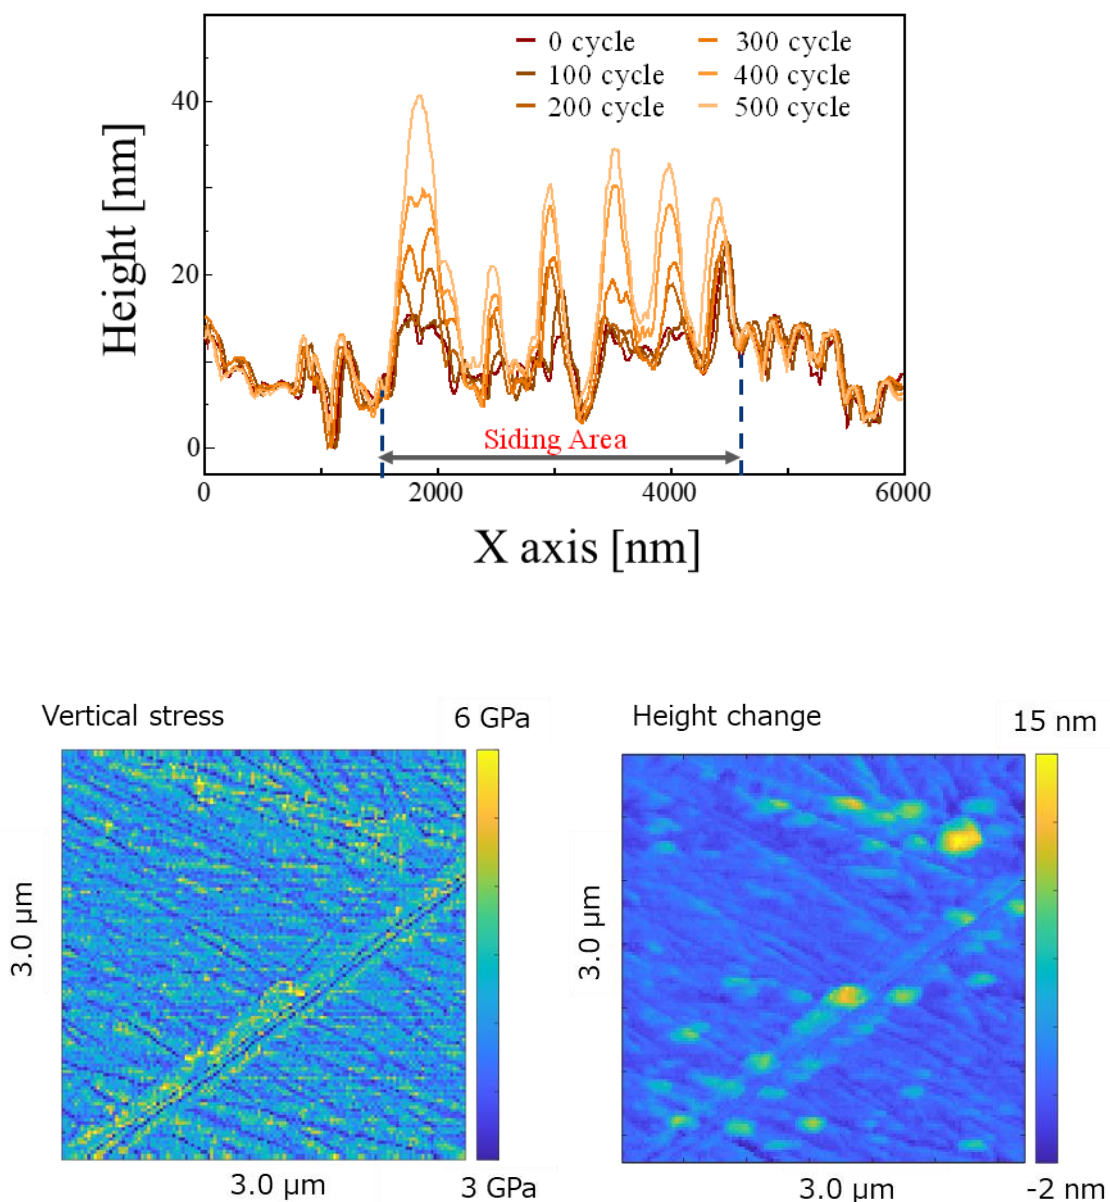 0 cycle 300 cycle
100 cycle 400 cycle
200 cycle 500 cycle
Height [nm]
40
20
0
Siding Area
0 2000 4000 6000
X axis [nm]
Vertical stress 6 GPa
3.0 μm
3.0 μm 3 GPa
Height change 15 nm
3.0 μm
3.0 μm -2 nm